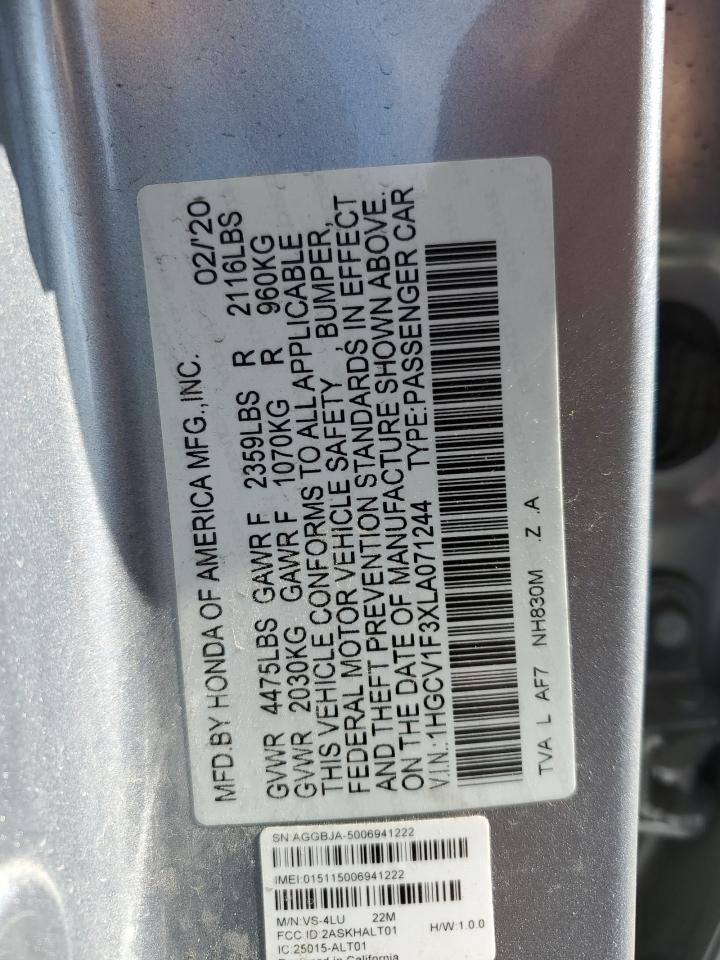 MFD.BY HONDA OF AMERICA MFG.,INC. 02/'20
GVWR 4475LBS GAWR F 2359LBS R 2116LBS
GVWR 2030KG GAWR F 1070KG R 960KG
THIS VEHICLE CONFORMS TO ALL APPLICABLE
FEDERAL MOTOR VEHICLE SAFETY, BUMPER,
AND THEFT PREVENTION STANDARDS IN EFFECT
ON THE DATE OF MANUFACTURE SHOWN ABOVE.
V.I.N.:1HGCV1F3XLA071244 TYPE:PASSENGER CAR
TVA L AF7 NH830M .Z .A
SN:AGGBJA-5006941222
IMEI:015115006941222
M/N:VS-4LU 22M
FCC ID:2ASKHALT01 H/W:1.0.0
IC:25015-ALT01
Designed in California